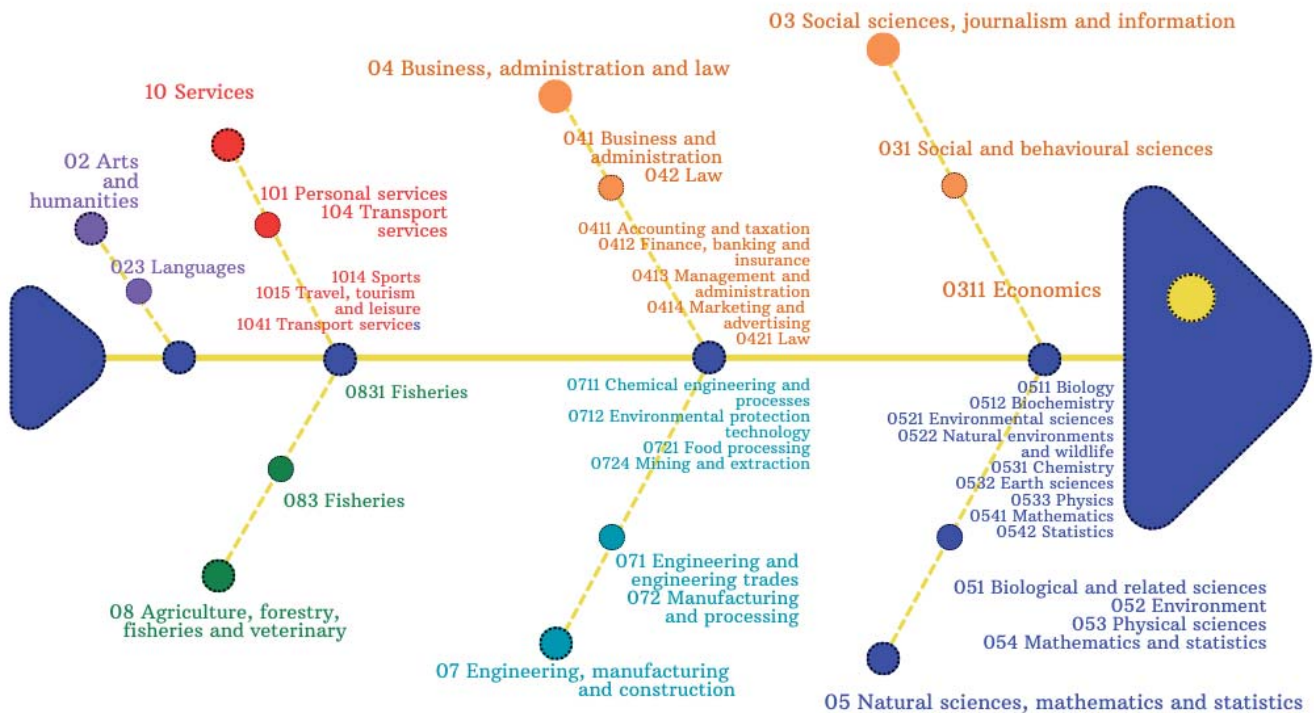 03 Social sciences, journalism and information
04 Business, administration and law
10 Services
041 Business and
administration
042 Law
031 Social and behavioural sciences
02 Arts
and
humanities
101 Personal services
104 Transport
services
0411 Accounting and taxation
0412 Finance, banking and
insurance
0413 Management and
administration
0414 Marketing and
advertising
0421 Law
023 Languages
1014 Sports
1015 Travel, tourism
and leisure
1041 Transport services
0311 Economics
0831 Fisheries
0711 Chemical engineering and
processes
0712 Environmental protection
technology
0721 Food processing
0724 Mining and extraction
0511 Biology
0512 Biochemistry
0521 Environmental sciences
0522 Natural environments
and wildlife
0531 Chemistry
0532 Earth sciences
0533 Physics
0541 Mathematics
0542 Statistics
083 Fisheries
071 Engineering and
engineering trades
072 Manufacturing
and processing
051 Biological and related sciences
052 Environment
053 Physical sciences
054 Mathematics and statistics
08 Agriculture, forestry,
fisheries and veterinary
07 Engineering, manufacturing
and construction
05 Natural sciences, mathematics and statistics